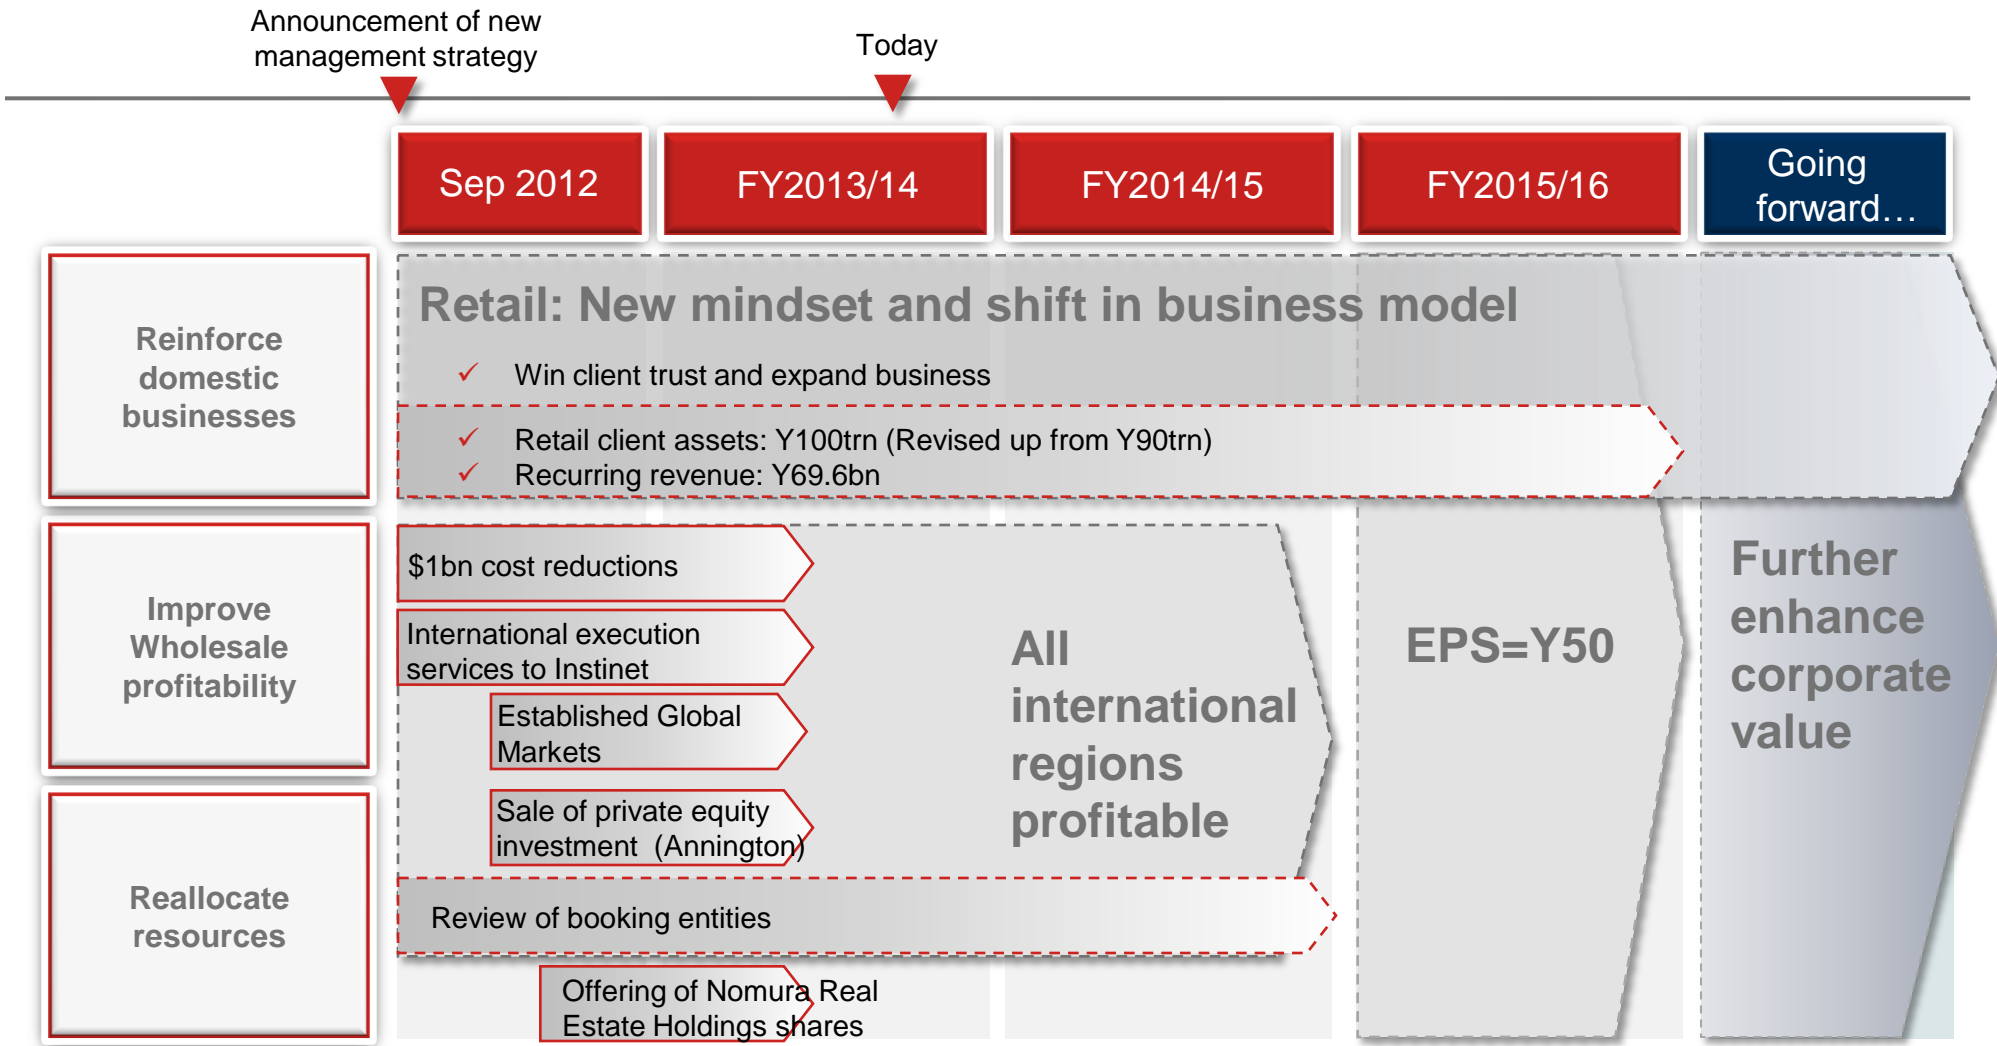 Announcement of new
management strategy
Today
Sep 2012
FY2013/14
FY2014/15
FY2015/16
Going
forward…
Reinforce
domestic
businesses
Retail: New mindset and shift in business model
✓ Win client trust and expand business
✓ Retail client assets: Y100trn (Revised up from Y90trn)
✓ Recurring revenue: Y69.6bn
Improve
Wholesale
profitability
$1bn cost reductions
International execution
services to Instinet
Established Global
Markets
Sale of private equity
investment (Annington)
All
international
regions
profitable
EPS=Y50
Further
enhance
corporate
value
Reallocate
resources
Review of booking entities
Offering of Nomura Real
Estate Holdings shares